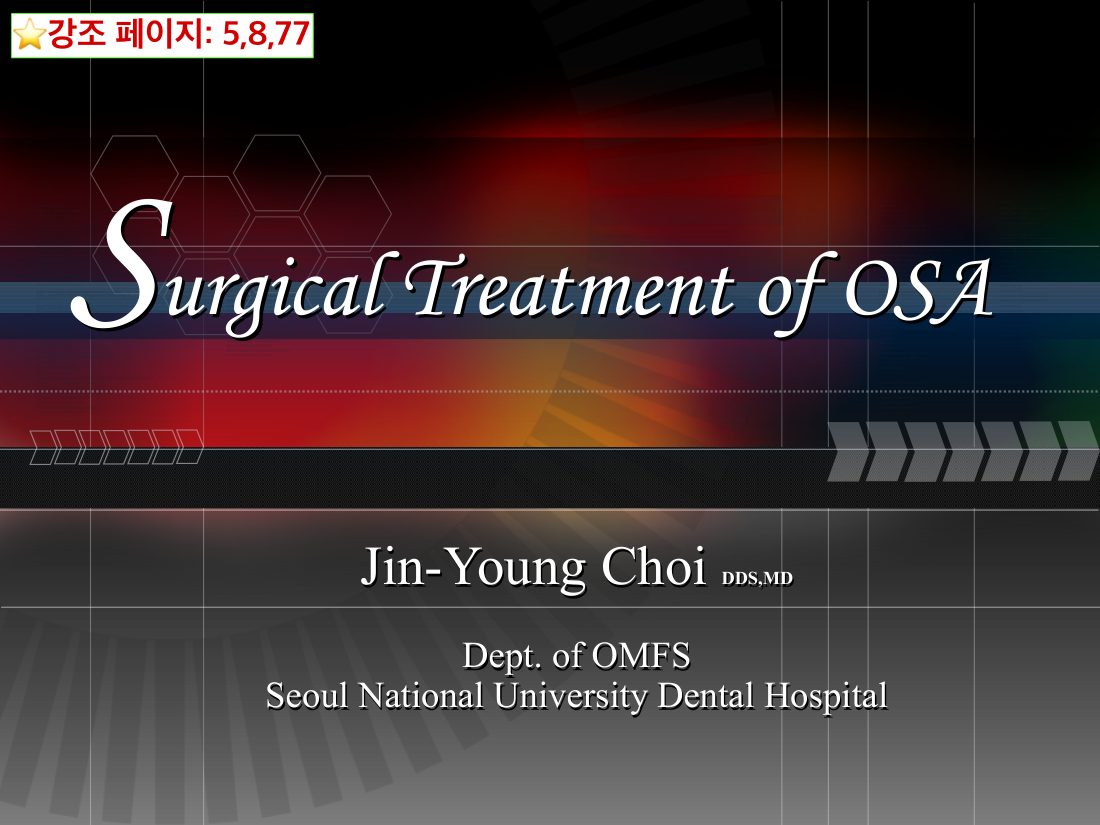 ⭐강조 페이지: 5,8,77
Surgical Treatment of OSA
Jin-Young Choi DDS,MD
Dept. of OMFS
Seoul National University Dental Hospital